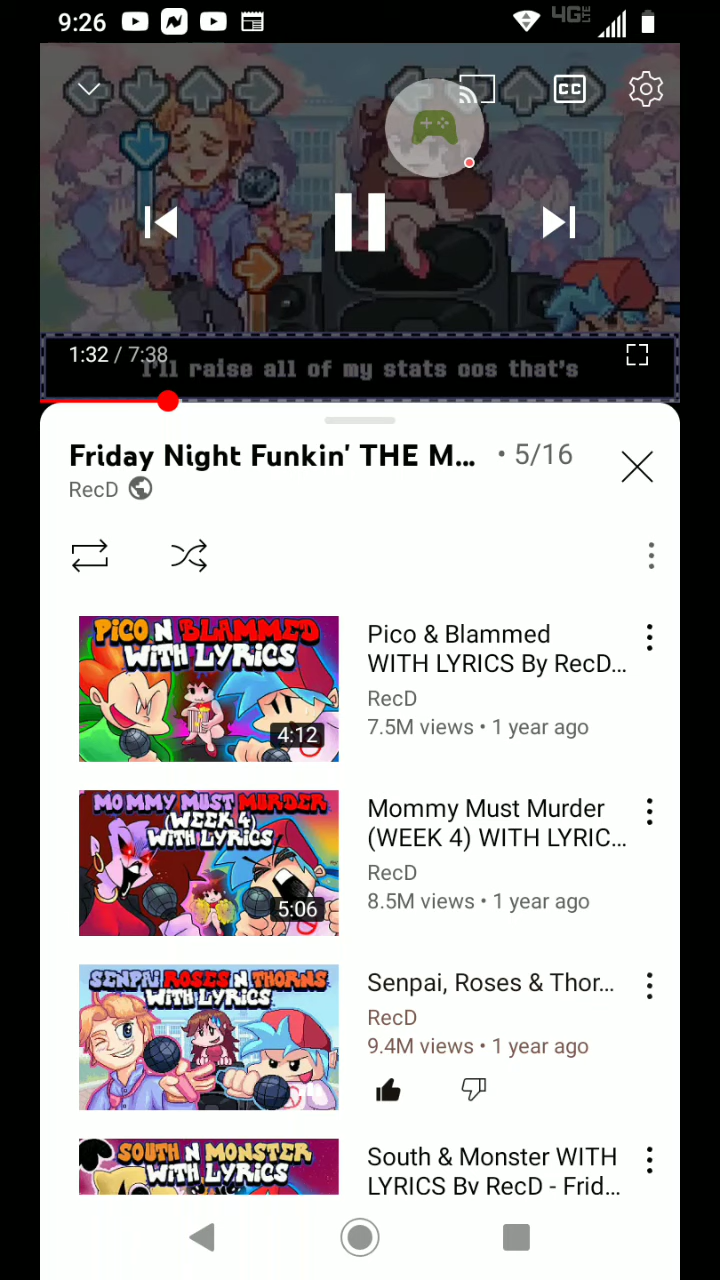 9:26
4G LTE
CC
1:32 / 7:38
I'll raise all of my stats oos that's
Friday Night Funkin' THE M... • 5/16
RecD
PICO N BLAMMED
WITH LYRICS
4:12
Pico & Blammed
WITH LYRICS By RecD...
RecD
7.5M views • 1 year ago
MOMMY MUST MURDER
(WEEK 4)
WITH LYRICS
5:06
Mommy Must Murder
(WEEK 4) WITH LYRIC...
RecD
8.5M views • 1 year ago
SENPAI ROSES N THORNS
WITH LYRICS
Senpai, Roses & Thor...
RecD
9.4M views • 1 year ago
SOUTH N MONSTER
WITH LYRICS
South & Monster WITH
LYRICS By RecD - Frid...